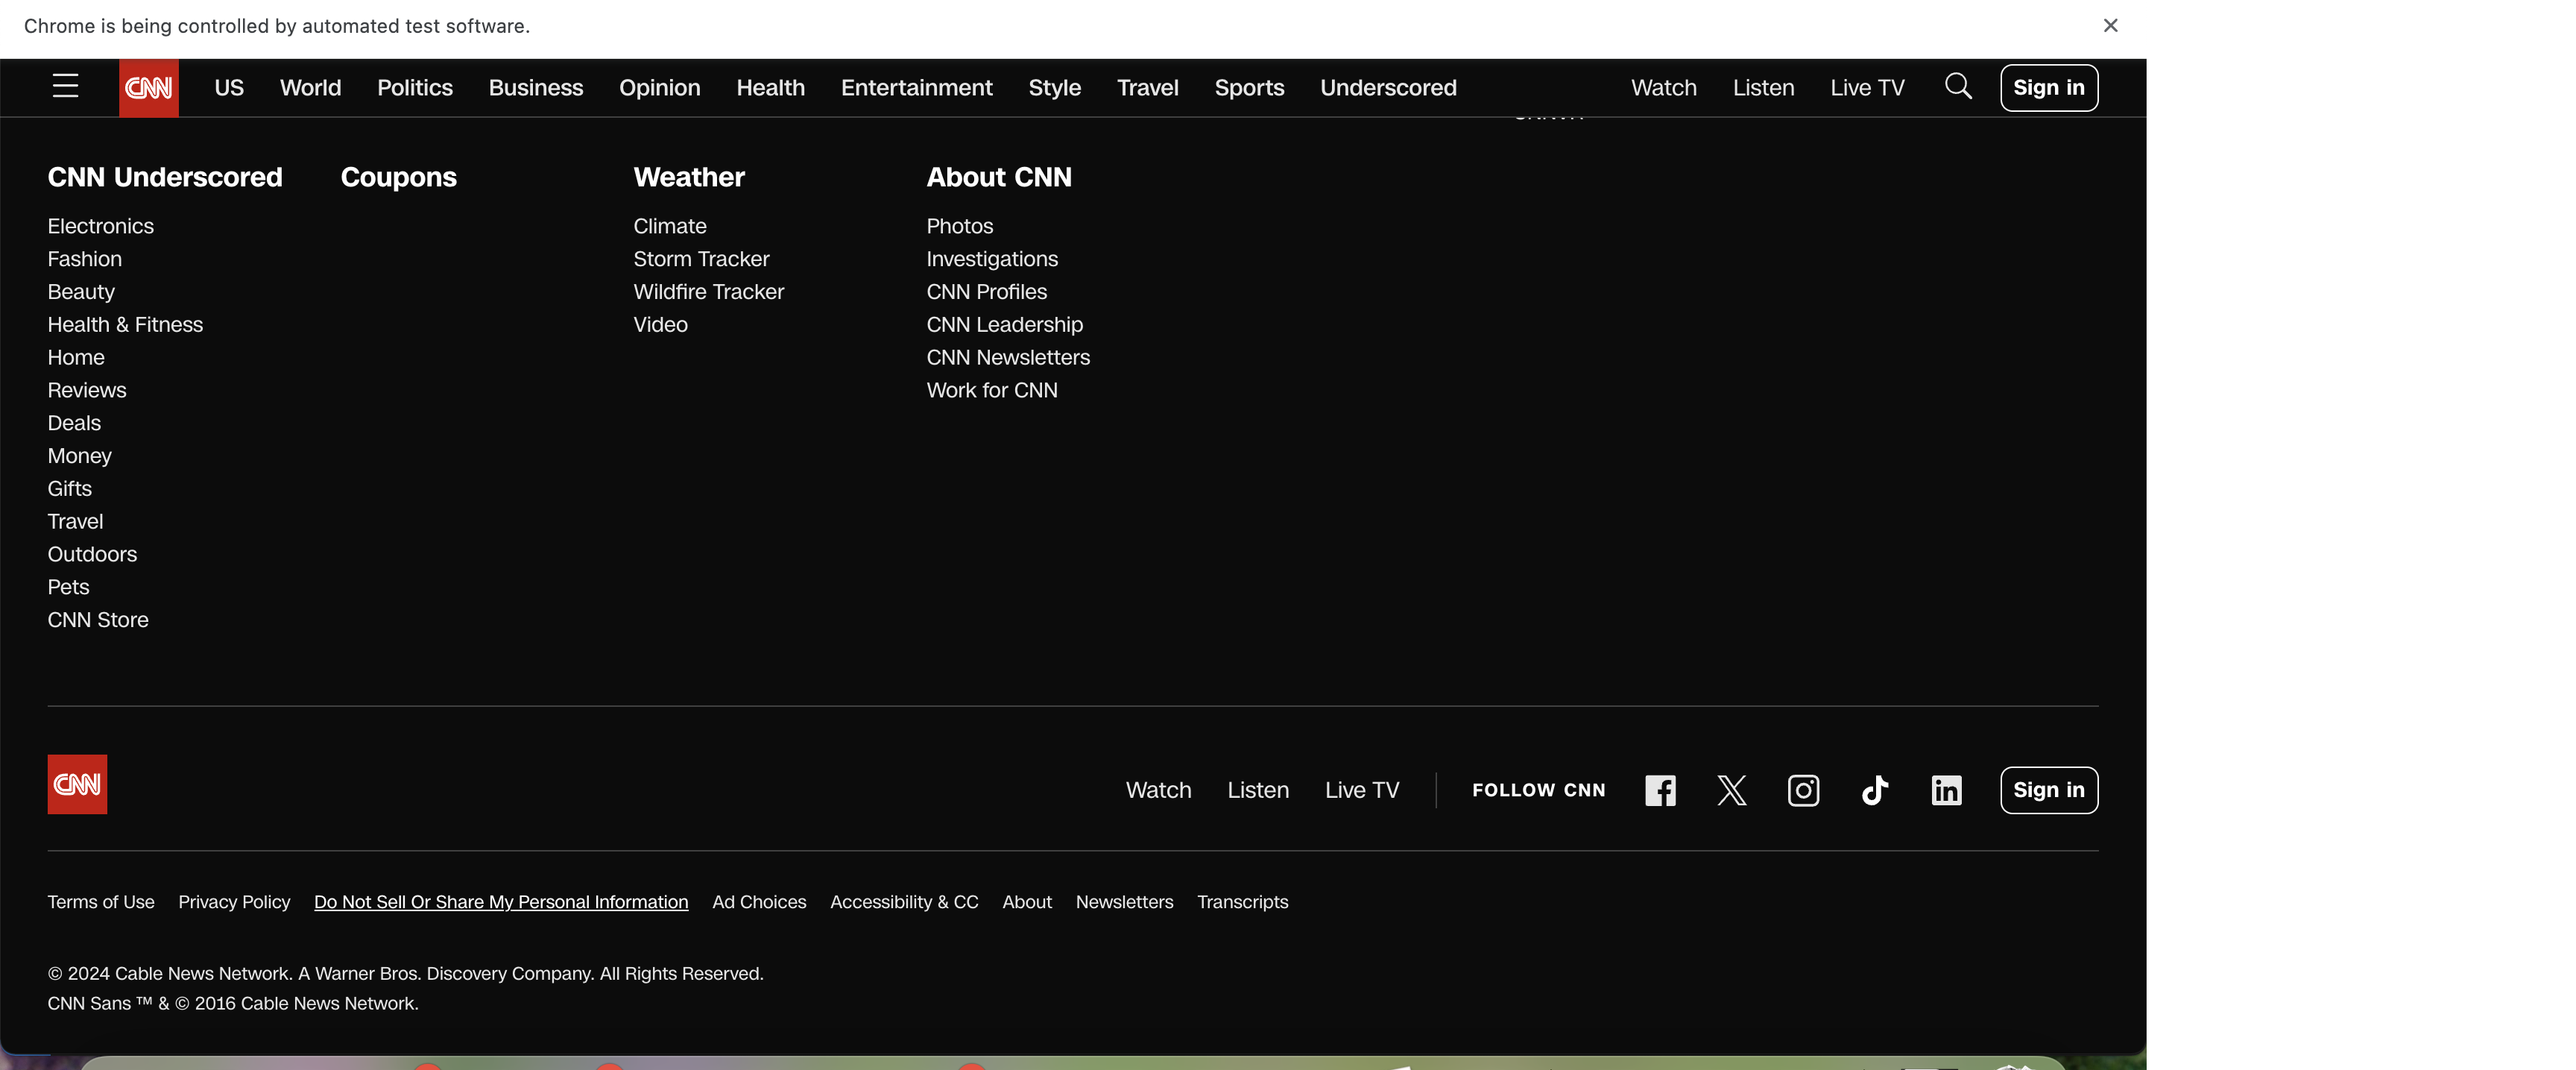 Chrome is being controlled by automated test software.
CNN US World Politics Business Opinion Health Entertainment Style Travel Sports Underscored Watch Listen Live TV Sign in
CNN Underscored
Electronics
Fashion
Beauty
Health & Fitness
Home
Reviews
Deals
Money
Gifts
Travel
Outdoors
Pets
CNN Store
Coupons
Weather
Climate
Storm Tracker
Wildfire Tracker
Video
About CNN
Photos
Investigations
CNN Profiles
CNN Leadership
CNN Newsletters
Work for CNN
CNN Watch Listen Live TV FOLLOW CNN Sign in
Terms of Use Privacy Policy Do Not Sell Or Share My Personal Information Ad Choices Accessibility & CC About Newsletters Transcripts
© 2024 Cable News Network. A Warner Bros. Discovery Company. All Rights Reserved.
CNN Sans ™ & © 2016 Cable News Network.